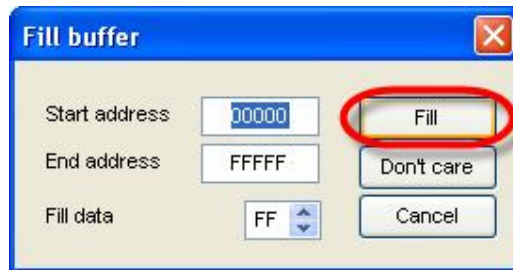 Fill buffer
Start address 00000 Fill
End address FFFFF Don't care
Fill data FF Cancel